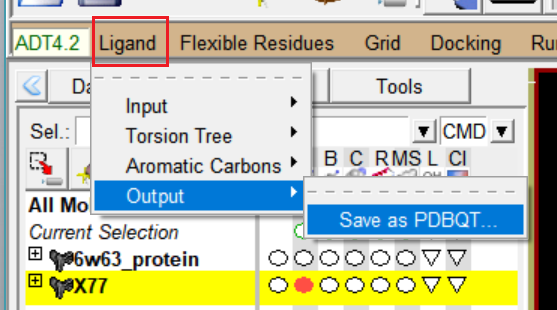 ADT4.2 Ligand Flexible Residues Grid Docking Ru
Da Tools
Input
Sel.: CMD
Torsion Tree
Aromatic Carbons B C R MS L Cl
All Mo Output
Save as PDBQT...
Current Selection
6w63_protein
X77